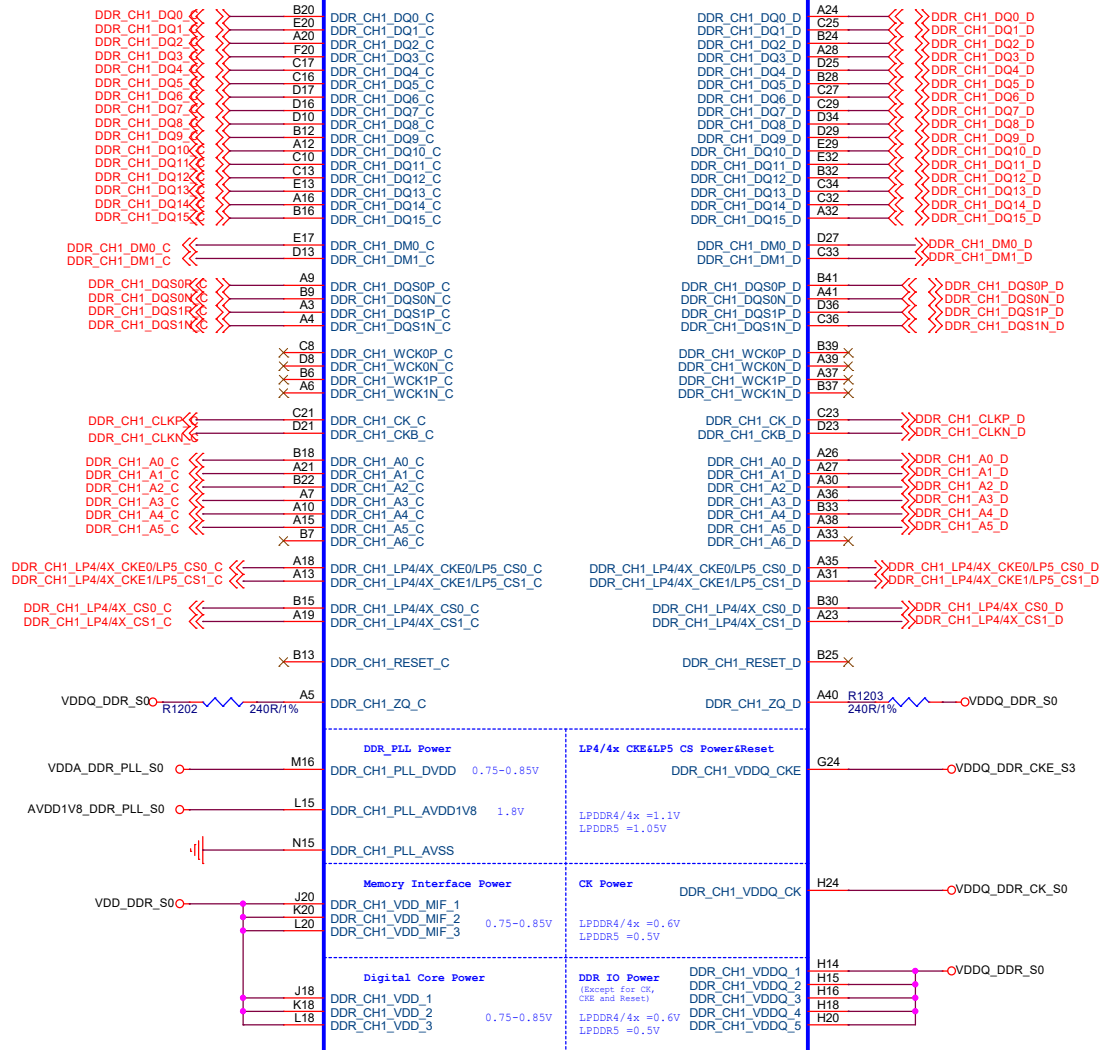 DDR_CH1_DQ0_C B20 DDR_CH1_DQ0_C DDR_CH1_DQ0_D A24 DDR_CH1_DQ0_D
DDR_CH1_DQ1_C E20 DDR_CH1_DQ1_C DDR_CH1_DQ1_D C25 DDR_CH1_DQ1_D
DDR_CH1_DQ2_C A20 DDR_CH1_DQ2_C DDR_CH1_DQ2_D B24 DDR_CH1_DQ2_D
DDR_CH1_DQ3_C F20 DDR_CH1_DQ3_C DDR_CH1_DQ3_D A28 DDR_CH1_DQ3_D
DDR_CH1_DQ4_C C17 DDR_CH1_DQ4_C DDR_CH1_DQ4_D D25 DDR_CH1_DQ4_D
DDR_CH1_DQ5_C C16 DDR_CH1_DQ5_C DDR_CH1_DQ5_D B28 DDR_CH1_DQ5_D
DDR_CH1_DQ6_C D17 DDR_CH1_DQ6_C DDR_CH1_DQ6_D C27 DDR_CH1_DQ6_D
DDR_CH1_DQ7_C D16 DDR_CH1_DQ7_C DDR_CH1_DQ7_D C29 DDR_CH1_DQ7_D
DDR_CH1_DQ8_C D10 DDR_CH1_DQ8_C DDR_CH1_DQ8_D D34 DDR_CH1_DQ8_D
DDR_CH1_DQ9_C B12 DDR_CH1_DQ9_C DDR_CH1_DQ9_D D29 DDR_CH1_DQ9_D
DDR_CH1_DQ10_C A12 DDR_CH1_DQ10_C DDR_CH1_DQ10_D E29 DDR_CH1_DQ10_D
DDR_CH1_DQ11_C C10 DDR_CH1_DQ11_C DDR_CH1_DQ11_D E32 DDR_CH1_DQ11_D
DDR_CH1_DQ12_C C13 DDR_CH1_DQ12_C DDR_CH1_DQ12_D B32 DDR_CH1_DQ12_D
DDR_CH1_DQ13_C E13 DDR_CH1_DQ13_C DDR_CH1_DQ13_D C34 DDR_CH1_DQ13_D
DDR_CH1_DQ14_C A16 DDR_CH1_DQ14_C DDR_CH1_DQ14_D C32 DDR_CH1_DQ14_D
DDR_CH1_DQ15_C B16 DDR_CH1_DQ15_C DDR_CH1_DQ15_D A32 DDR_CH1_DQ15_D
DDR_CH1_DM0_C E17 DDR_CH1_DM0_C DDR_CH1_DM0_D D27 DDR_CH1_DM0_D
DDR_CH1_DM1_C D13 DDR_CH1_DM1_C DDR_CH1_DM1_D C33 DDR_CH1_DM1_D
DDR_CH1_DQS0P_C A9 DDR_CH1_DQS0P_C DDR_CH1_DQS0P_D B41 DDR_CH1_DQS0P_D
DDR_CH1_DQS0N_C B9 DDR_CH1_DQS0N_C DDR_CH1_DQS0N_D A41 DDR_CH1_DQS0N_D
DDR_CH1_DQS1P_C A3 DDR_CH1_DQS1P_C DDR_CH1_DQS1P_D D36 DDR_CH1_DQS1P_D
DDR_CH1_DQS1N_C A4 DDR_CH1_DQS1N_C DDR_CH1_DQS1N_D C36 DDR_CH1_DQS1N_D
C8 DDR_CH1_WCK0P_C DDR_CH1_WCK0P_D B39
D8 DDR_CH1_WCK0N_C DDR_CH1_WCK0N_D A39
B6 DDR_CH1_WCK1P_C DDR_CH1_WCK1P_D A37
A6 DDR_CH1_WCK1N_C DDR_CH1_WCK1N_D B37
DDR_CH1_CLKP_C C21 DDR_CH1_CK_C DDR_CH1_CK_D C23 DDR_CH1_CLKP_D
DDR_CH1_CLKN_C D21 DDR_CH1_CKB_C DDR_CH1_CKB_D D23 DDR_CH1_CLKN_D
DDR_CH1_A0_C B18 DDR_CH1_A0_C DDR_CH1_A0_D A26 DDR_CH1_A0_D
DDR_CH1_A1_C A21 DDR_CH1_A1_C DDR_CH1_A1_D A27 DDR_CH1_A1_D
DDR_CH1_A2_C B22 DDR_CH1_A2_C DDR_CH1_A2_D A30 DDR_CH1_A2_D
DDR_CH1_A3_C A7 DDR_CH1_A3_C DDR_CH1_A3_D A36 DDR_CH1_A3_D
DDR_CH1_A4_C A10 DDR_CH1_A4_C DDR_CH1_A4_D B33 DDR_CH1_A4_D
DDR_CH1_A5_C A15 DDR_CH1_A5_C DDR_CH1_A5_D A38 DDR_CH1_A5_D
B7 DDR_CH1_A6_C DDR_CH1_A6_D A33
DDR_CH1_LP4/4X_CKE0/LP5_CS0_C A18 DDR_CH1_LP4/4X_CKE0/LP5_CS0_C DDR_CH1_LP4/4X_CKE0/LP5_CS0_D A35 DDR_CH1_LP4/4X_CKE0/LP5_CS0_D
DDR_CH1_LP4/4X_CKE1/LP5_CS1_C A13 DDR_CH1_LP4/4X_CKE1/LP5_CS1_C DDR_CH1_LP4/4X_CKE1/LP5_CS1_D A31 DDR_CH1_LP4/4X_CKE1/LP5_CS1_D
DDR_CH1_LP4/4X_CS0_C B15 DDR_CH1_LP4/4X_CS0_C DDR_CH1_LP4/4X_CS0_D B30 DDR_CH1_LP4/4X_CS0_D
DDR_CH1_LP4/4X_CS1_C A19 DDR_CH1_LP4/4X_CS1_C DDR_CH1_LP4/4X_CS1_D A23 DDR_CH1_LP4/4X_CS1_D
B13 DDR_CH1_RESET_C DDR_CH1_RESET_D B25
VDDQ_DDR_S0 R1202 240R/1% A5 DDR_CH1_ZQ_C DDR_CH1_ZQ_D A40 R1203 240R/1% VDDQ_DDR_S0
DDR_PLL Power LP4/4x CKE&LP5 CS Power&Reset
VDDA_DDR_PLL_S0 M16 DDR_CH1_PLL_DVDD 0.75-0.85V DDR_CH1_VDDQ_CKE G24 VDDQ_DDR_CKE_S3
AVDD1V8_DDR_PLL_S0 L15 DDR_CH1_PLL_AVDD1V8 1.8V LPDDR4/4x =1.1V
LPDDR5 =1.05V
N15 DDR_CH1_PLL_AVSS
Memory Interface Power CK Power
DDR_CH1_VDDQ_CK H24 VDDQ_DDR_CK_S0
VDD_DDR_S0 J20 DDR_CH1_VDD_MIF_1
K20 DDR_CH1_VDD_MIF_2 0.75-0.85V LPDDR4/4x =0.6V
L20 DDR_CH1_VDD_MIF_3 LPDDR5 =0.5V
Digital Core Power DDR IO Power DDR_CH1_VDDQ_1 H14 VDDQ_DDR_S0
(Except for CK, DDR_CH1_VDDQ_2 H15
J18 DDR_CH1_VDD_1 CKE and Reset) DDR_CH1_VDDQ_3 H16
K18 DDR_CH1_VDD_2 0.75-0.85V LPDDR4/4x =0.6V DDR_CH1_VDDQ_4 H18
L18 DDR_CH1_VDD_3 LPDDR5 =0.5V DDR_CH1_VDDQ_5 H20